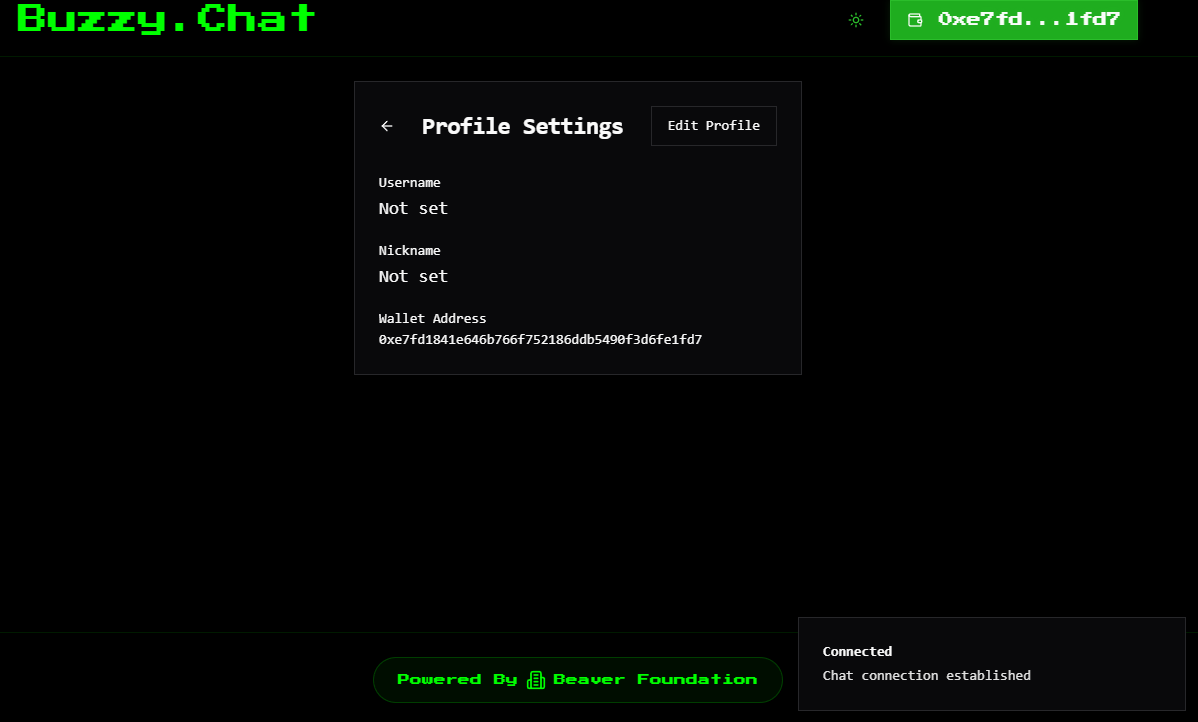 Buzzy.Chat
0xe7fd...1fd7
Profile Settings
Edit Profile
Username
Not set
Nickname
Not set
Wallet Address
0xe7fd1841e646b766f752186ddb5490f3d6fe1fd7
Connected
Chat connection established
Powered By Beaver Foundation